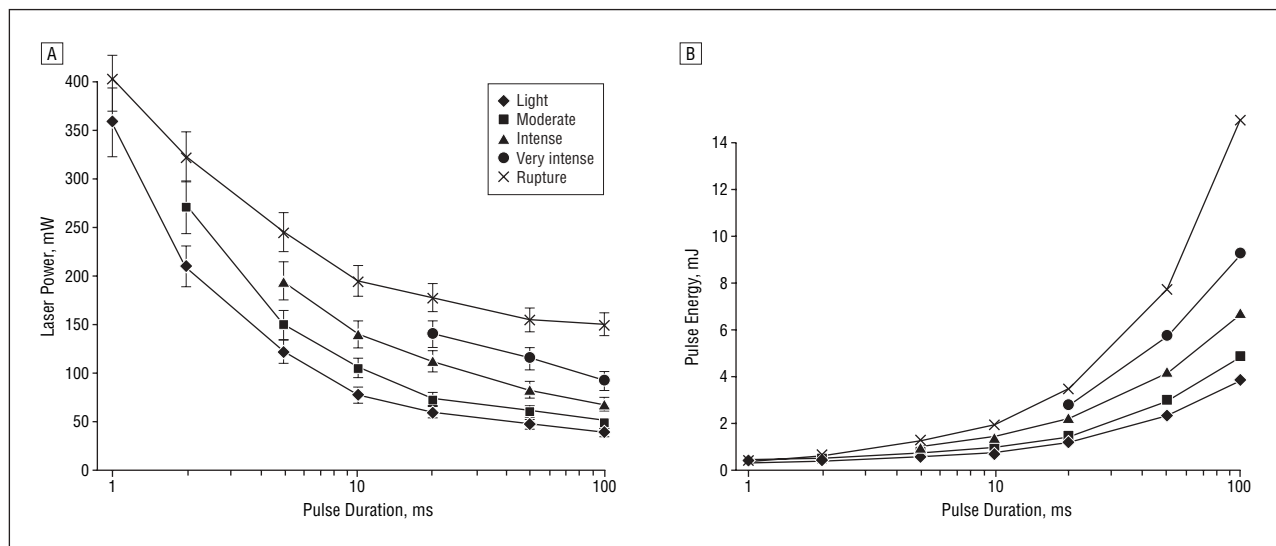 A
400
350
300
250
200
150
100
50
0
Laser Power, mW
1
10
100
Pulse Duration, ms
Light
Moderate
Intense
Very intense
Rupture
B
14
12
10
8
6
4
2
0
Pulse Energy, mJ
1
10
100
Pulse Duration, ms